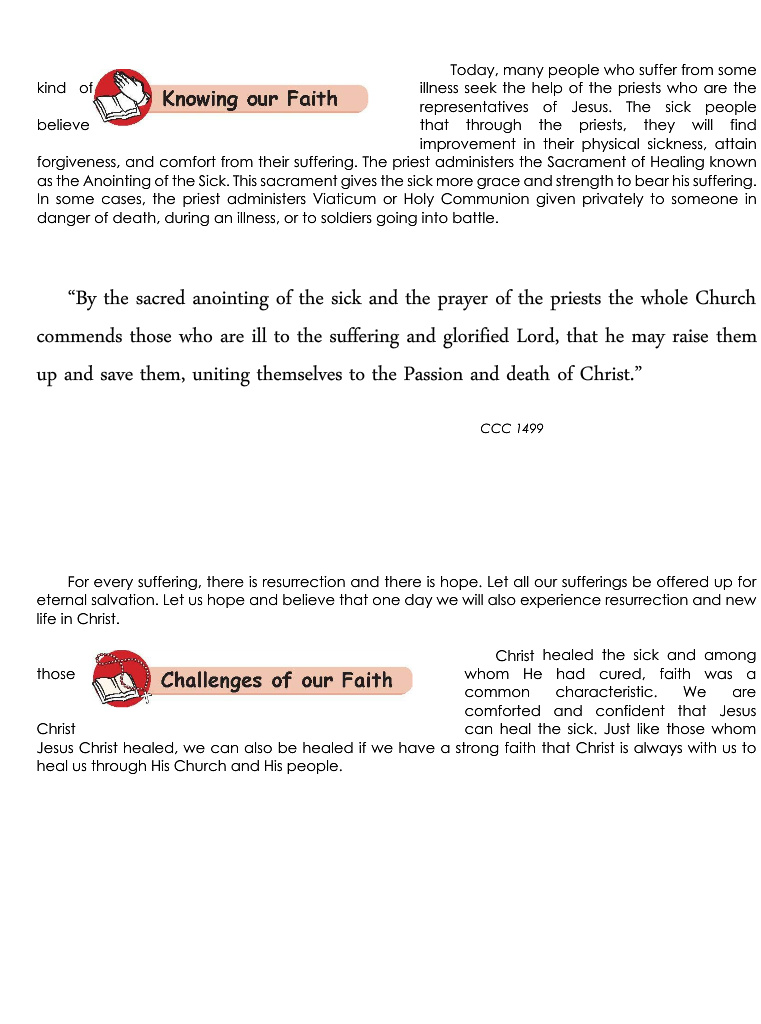 Knowing our Faith
Today, many people who suffer from some
kind of illness seek the help of the priests who are the
representatives of Jesus. The sick people
believe that through the priests, they will find
improvement in their physical sickness, attain
forgiveness, and comfort from their suffering. The priest administers the Sacrament of Healing known
as the Anointing of the Sick. This sacrament gives the sick more grace and strength to bear his suffering.
In some cases, the priest administers Viaticum or Holy Communion given privately to someone in
danger of death, during an illness, or to soldiers going into battle.
“By the sacred anointing of the sick and the prayer of the priests the whole Church
commends those who are ill to the suffering and glorified Lord, that he may raise them
up and save them, uniting themselves to the Passion and death of Christ.”
CCC 1499
For every suffering, there is resurrection and there is hope. Let all our sufferings be offered up for
eternal salvation. Let us hope and believe that one day we will also experience resurrection and new
life in Christ.
Challenges of our Faith
Christ healed the sick and among
those whom He had cured, faith was a
common characteristic. We are
comforted and confident that Jesus
Christ can heal the sick. Just like those whom
Jesus Christ healed, we can also be healed if we have a strong faith that Christ is always with us to
heal us through His Church and His people.